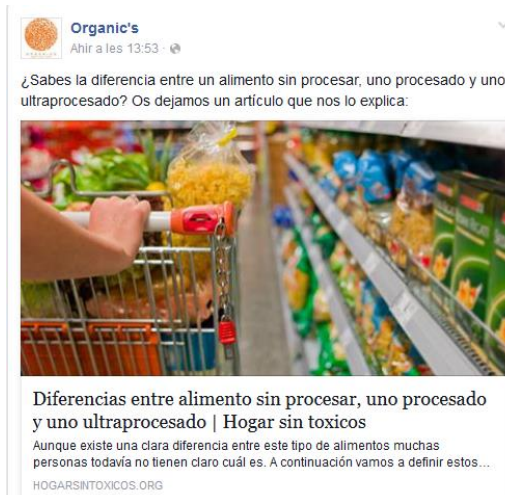 Organic's
Ahir a les 13:53 ·
¿Sabes la diferencia entre un alimento sin procesar, uno procesado y uno
ultraprocesado? Os dejamos un artículo que nos lo explica:
Diferencias entre alimento sin procesar, uno procesado
y uno ultraprocesado | Hogar sin toxicos
Aunque existe una clara diferencia entre este tipo de alimentos muchas
personas todavía no tienen claro cuál es. A continuación vamos a definir estos...
HOGARSINTOXICOS.ORG